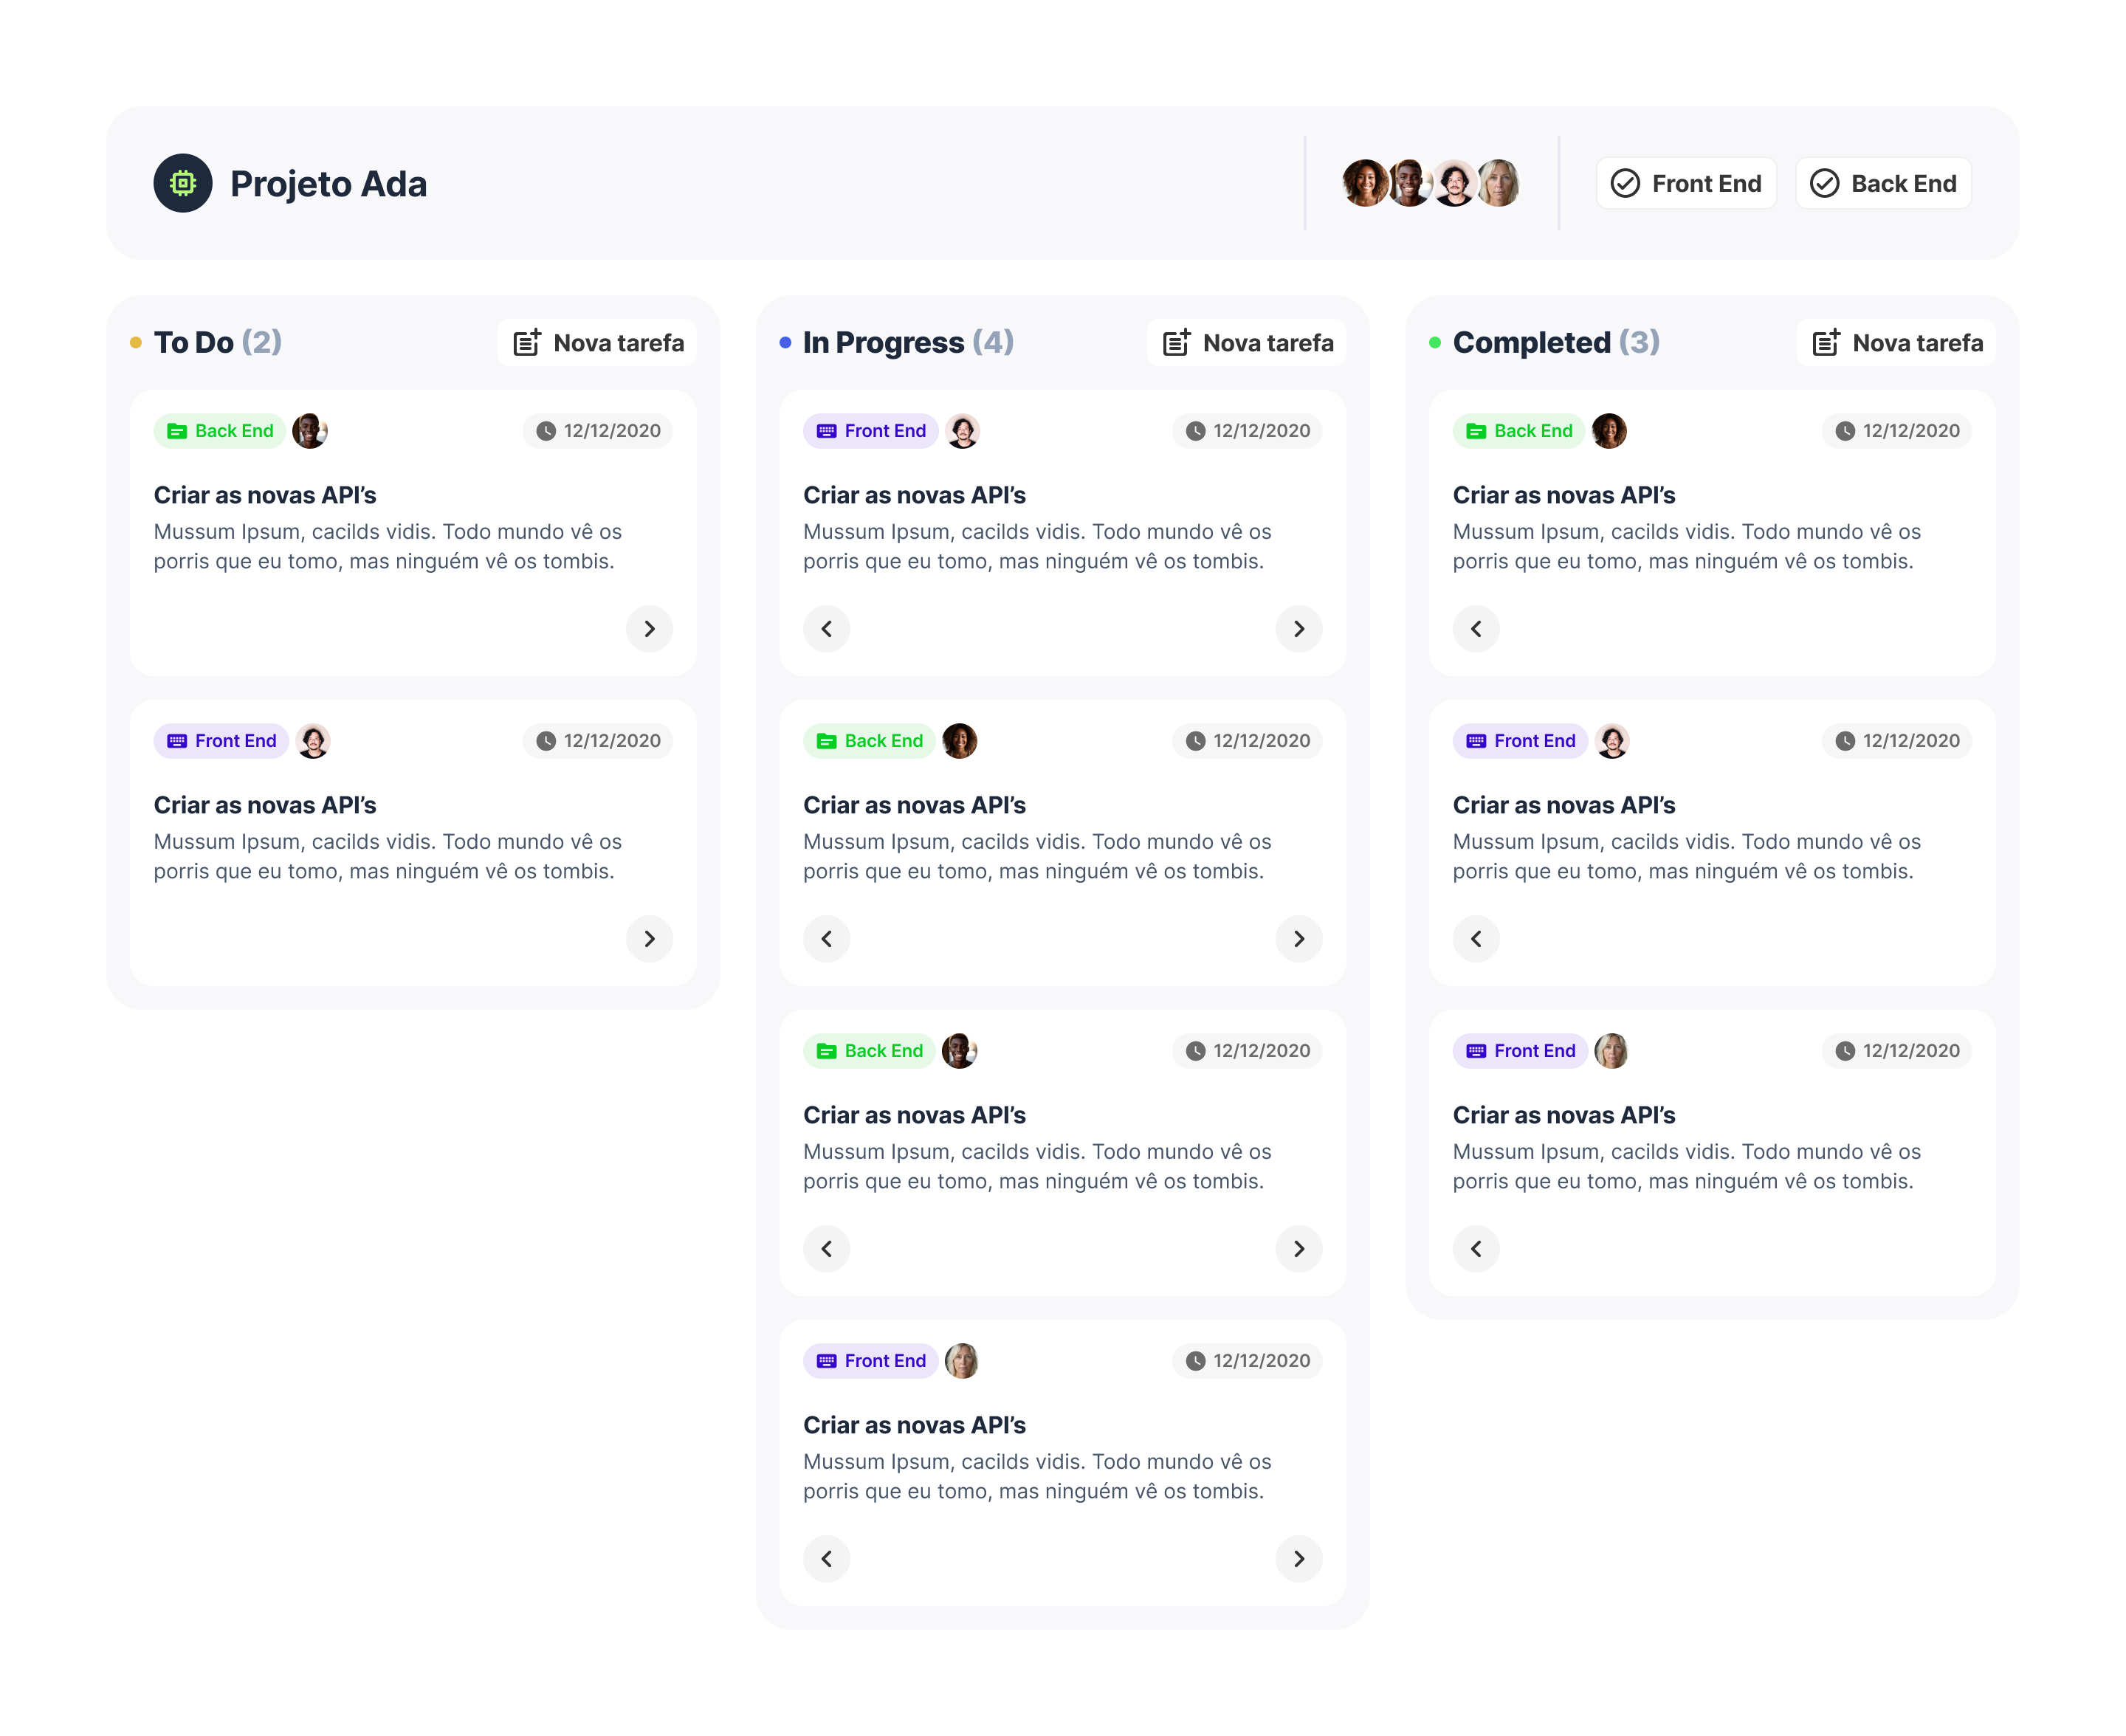 Projeto Ada
Front End
Back End
To Do (2)
Nova tarefa
Back End
12/12/2020
Criar as novas API’s
Mussum Ipsum, cacilds vidis. Todo mundo vê os
porris que eu tomo, mas ninguém vê os tombis.
Front End
12/12/2020
Criar as novas API’s
Mussum Ipsum, cacilds vidis. Todo mundo vê os
porris que eu tomo, mas ninguém vê os tombis.
In Progress (4)
Nova tarefa
Front End
12/12/2020
Criar as novas API’s
Mussum Ipsum, cacilds vidis. Todo mundo vê os
porris que eu tomo, mas ninguém vê os tombis.
Back End
12/12/2020
Criar as novas API’s
Mussum Ipsum, cacilds vidis. Todo mundo vê os
porris que eu tomo, mas ninguém vê os tombis.
Back End
12/12/2020
Criar as novas API’s
Mussum Ipsum, cacilds vidis. Todo mundo vê os
porris que eu tomo, mas ninguém vê os tombis.
Front End
12/12/2020
Criar as novas API’s
Mussum Ipsum, cacilds vidis. Todo mundo vê os
porris que eu tomo, mas ninguém vê os tombis.
Completed (3)
Nova tarefa
Back End
12/12/2020
Criar as novas API’s
Mussum Ipsum, cacilds vidis. Todo mundo vê os
porris que eu tomo, mas ninguém vê os tombis.
Front End
12/12/2020
Criar as novas API’s
Mussum Ipsum, cacilds vidis. Todo mundo vê os
porris que eu tomo, mas ninguém vê os tombis.
Front End
12/12/2020
Criar as novas API’s
Mussum Ipsum, cacilds vidis. Todo mundo vê os
porris que eu tomo, mas ninguém vê os tombis.